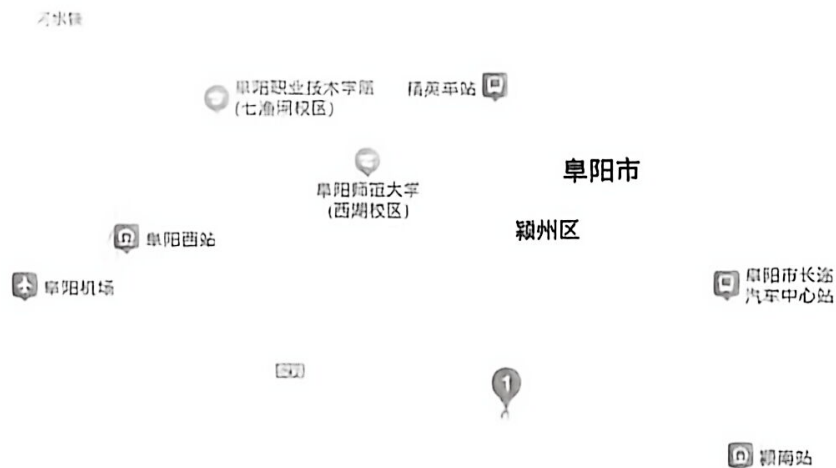 阜阳职业技术学院
(七渔河校区)
精英车站
阜阳师范大学
(西湖校区)
阜阳市
颍州区
阜阳西站
阜阳机场
阜阳市长途
汽车中心站
1
颍南站